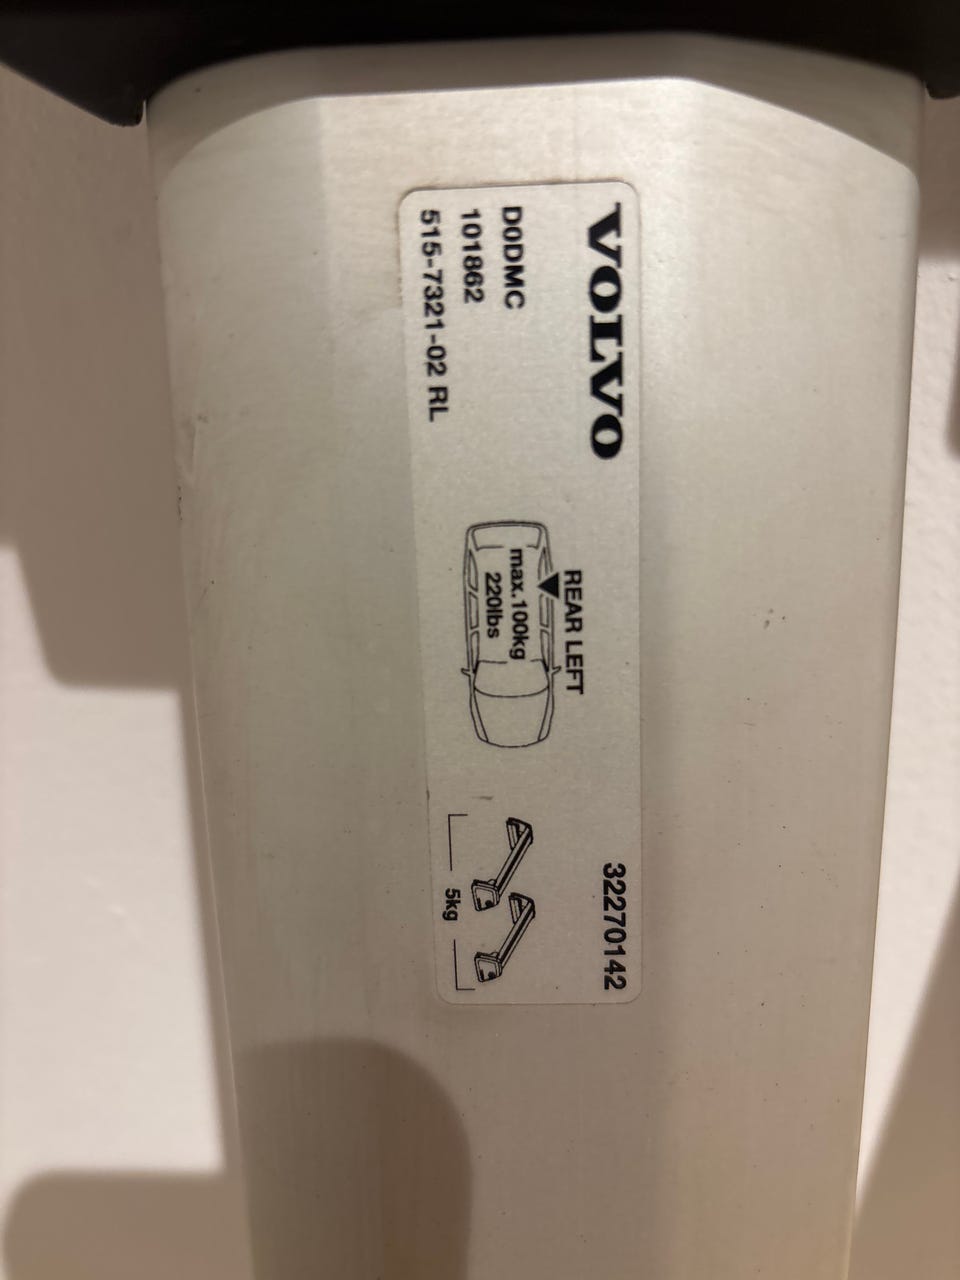 VOLVO
32270142
D0DMC
101862
515-7321-02 RL
REAR LEFT
max.100kg
220lbs
5kg